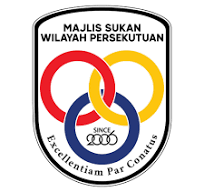 MAJLIS SUKAN
WILAYAH PERSEKUTUAN
SINCE
2006
Excellentiam Par Conatus